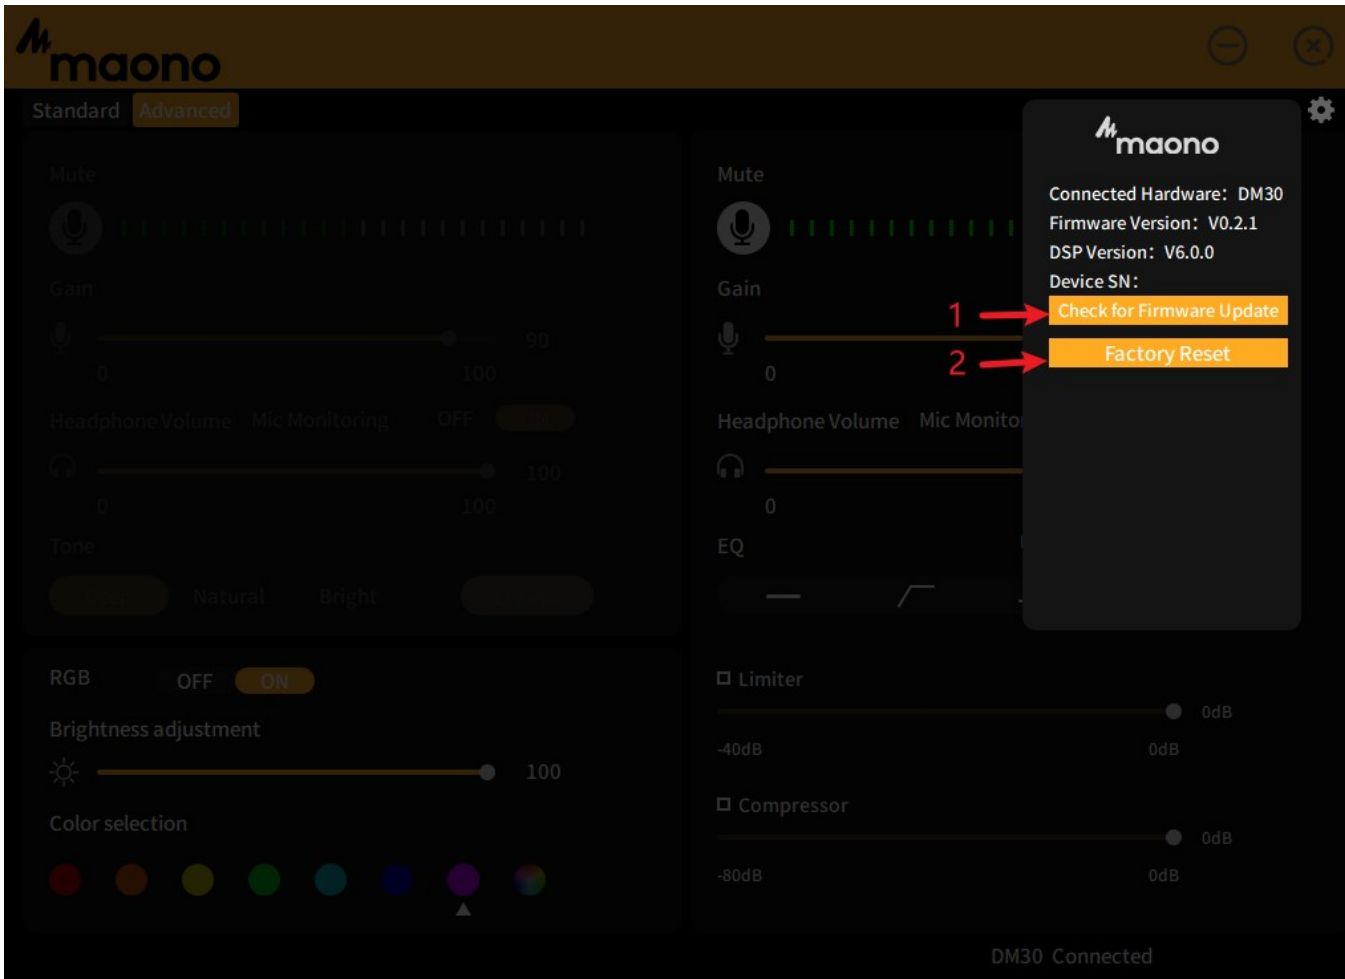 maono
Standard Advanced
Mute
Gain
90
0 100
Headphone Volume Mic Monitoring OFF ON
100
0 100
Tone
Natural Bright
RGB OFF ON
Brightness adjustment
100
Color selection
Mute
Gain
0
Headphone Volume Mic Monito
0
EQ
Limiter
0dB
-40dB 0dB
Compressor
0dB
-80dB 0dB
maono
Connected Hardware: DM30
Firmware Version: V0.2.1
DSP Version: V6.0.0
Device SN:
1 Check for Firmware Update
2 Factory Reset
DM30 Connected